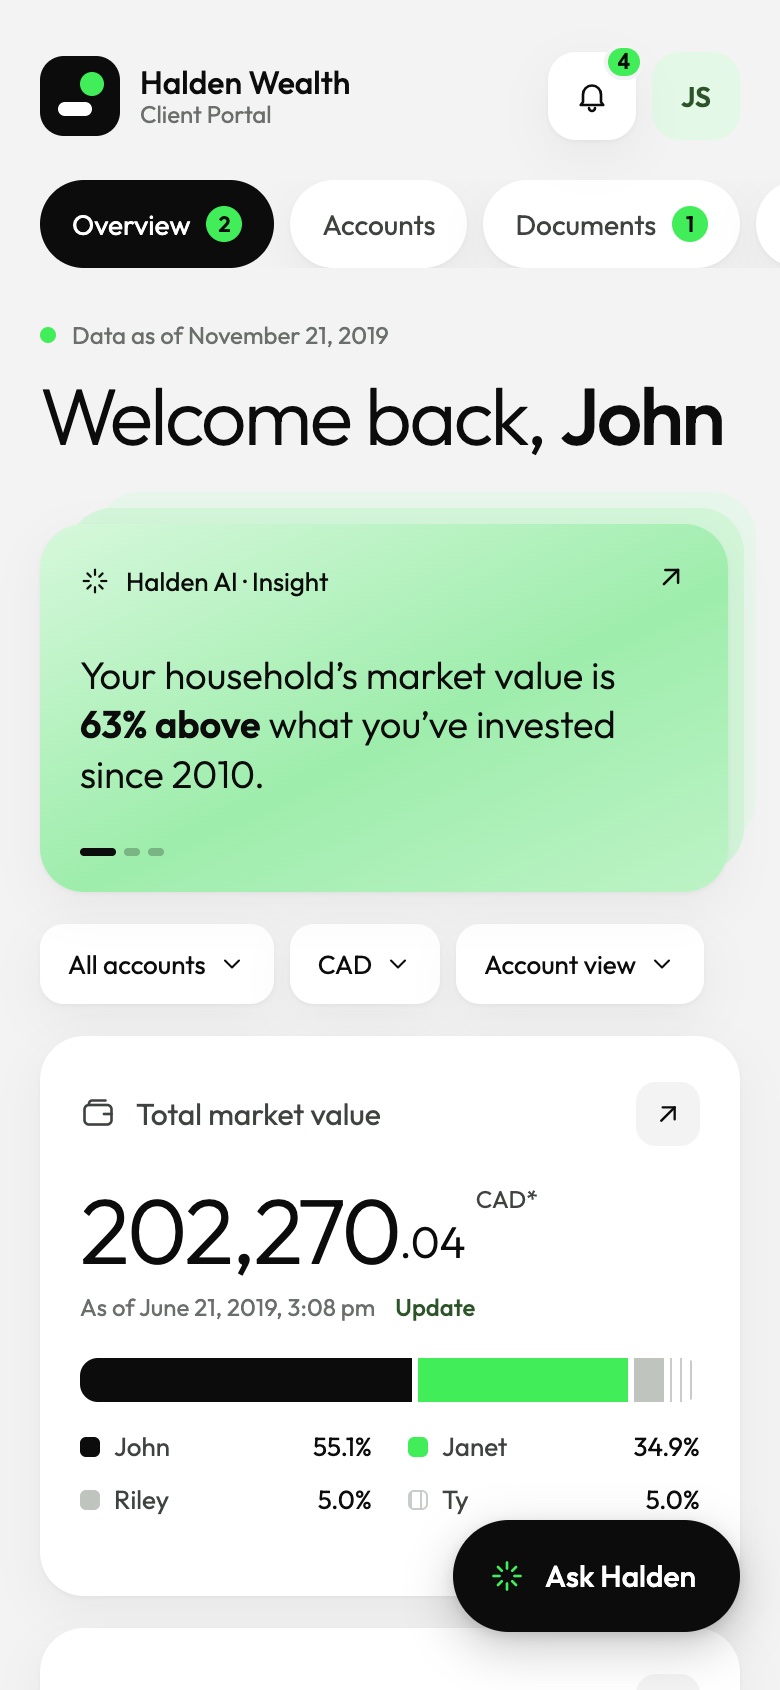 Halden Wealth
Client Portal
4
JS
Overview 2
Accounts
Documents 1
Data as of November 21, 2019
Welcome back, John
Halden AI · Insight
Your household’s market value is
63% above what you’ve invested
since 2010.
All accounts
CAD
Account view
Total market value
202,270.04 CAD*
As of June 21, 2019, 3:08 pm Update
John 55.1% Janet 34.9%
Riley 5.0% Ty 5.0%
Ask Halden